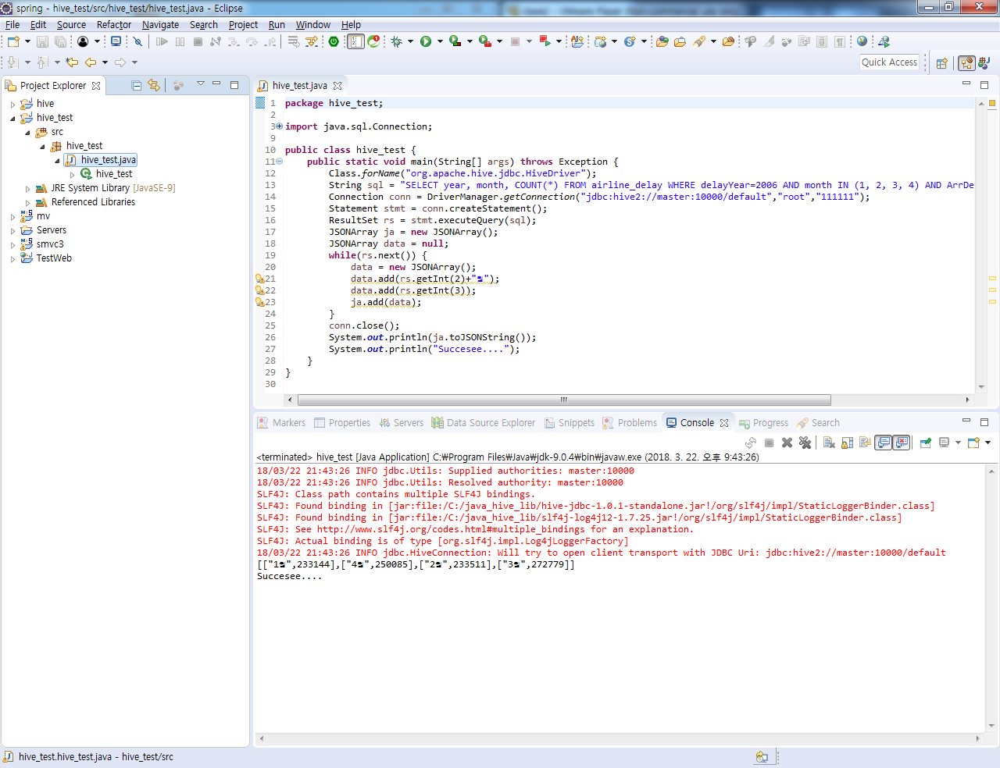 spring - hive_test/src/hive_test/hive_test.java - Eclipse
File Edit Source Refactor Navigate Search Project Run Window Help
Quick Access
Project Explorer
hive
hive_test
src
hive_test
hive_test.java
hive_test
JRE System Library [JavaSE-9]
Referenced Libraries
mv
Servers
smvc3
TestWeb
hive_test.java
1 package hive_test;
2
3 import java.sql.Connection;
9
10 public class hive_test {
11 public static void main(String[] args) throws Exception {
12 Class.forName("org.apache.hive.jdbc.HiveDriver");
13 String sql = "SELECT year, month, COUNT(*) FROM airline_delay WHERE delayYear=2006 AND month IN (1, 2, 3, 4) AND ArrDe
14 Connection conn = DriverManager.getConnection("jdbc:hive2://master:10000/default","root","111111");
15 Statement stmt = conn.createStatement();
16 ResultSet rs = stmt.executeQuery(sql);
17 JSONArray ja = new JSONArray();
18 JSONArray data = null;
19 while(rs.next()) {
20 data = new JSONArray();
21 data.add(rs.getInt(2)+"월");
22 data.add(rs.getInt(3));
23 ja.add(data);
24 }
25 conn.close();
26 System.out.println(ja.toJSONString());
27 System.out.println("Succesee....");
28 }
29 }
30
Markers Properties Servers Data Source Explorer Snippets Problems Console Progress Search
<terminated> hive_test [Java Application] C:₩Program Files₩Java₩jdk-9.0.4₩bin₩javaw.exe (2018. 3. 22. 오후 9:43:26)
18/03/22 21:43:26 INFO jdbc.Utils: Supplied authorities: master:10000
18/03/22 21:43:26 INFO jdbc.Utils: Resolved authority: master:10000
SLF4J: Class path contains multiple SLF4J bindings.
SLF4J: Found binding in [jar:file:/C:/java_hive_lib/hive-jdbc-1.0.1-standalone.jar!/org/slf4j/impl/StaticLoggerBinder.class]
SLF4J: Found binding in [jar:file:/C:/java_hive_lib/slf4j-log4j12-1.7.25.jar!/org/slf4j/impl/StaticLoggerBinder.class]
SLF4J: See http://www.slf4j.org/codes.html#multiple_bindings for an explanation.
SLF4J: Actual binding is of type [org.slf4j.impl.Log4jLoggerFactory]
18/03/22 21:43:26 INFO jdbc.HiveConnection: Will try to open client transport with JDBC Uri: jdbc:hive2://master:10000/default
[["1월",233144],["4월",250085],["2월",233511],["3월",272779]]
Succesee....
hive_test.hive_test.java - hive_test/src